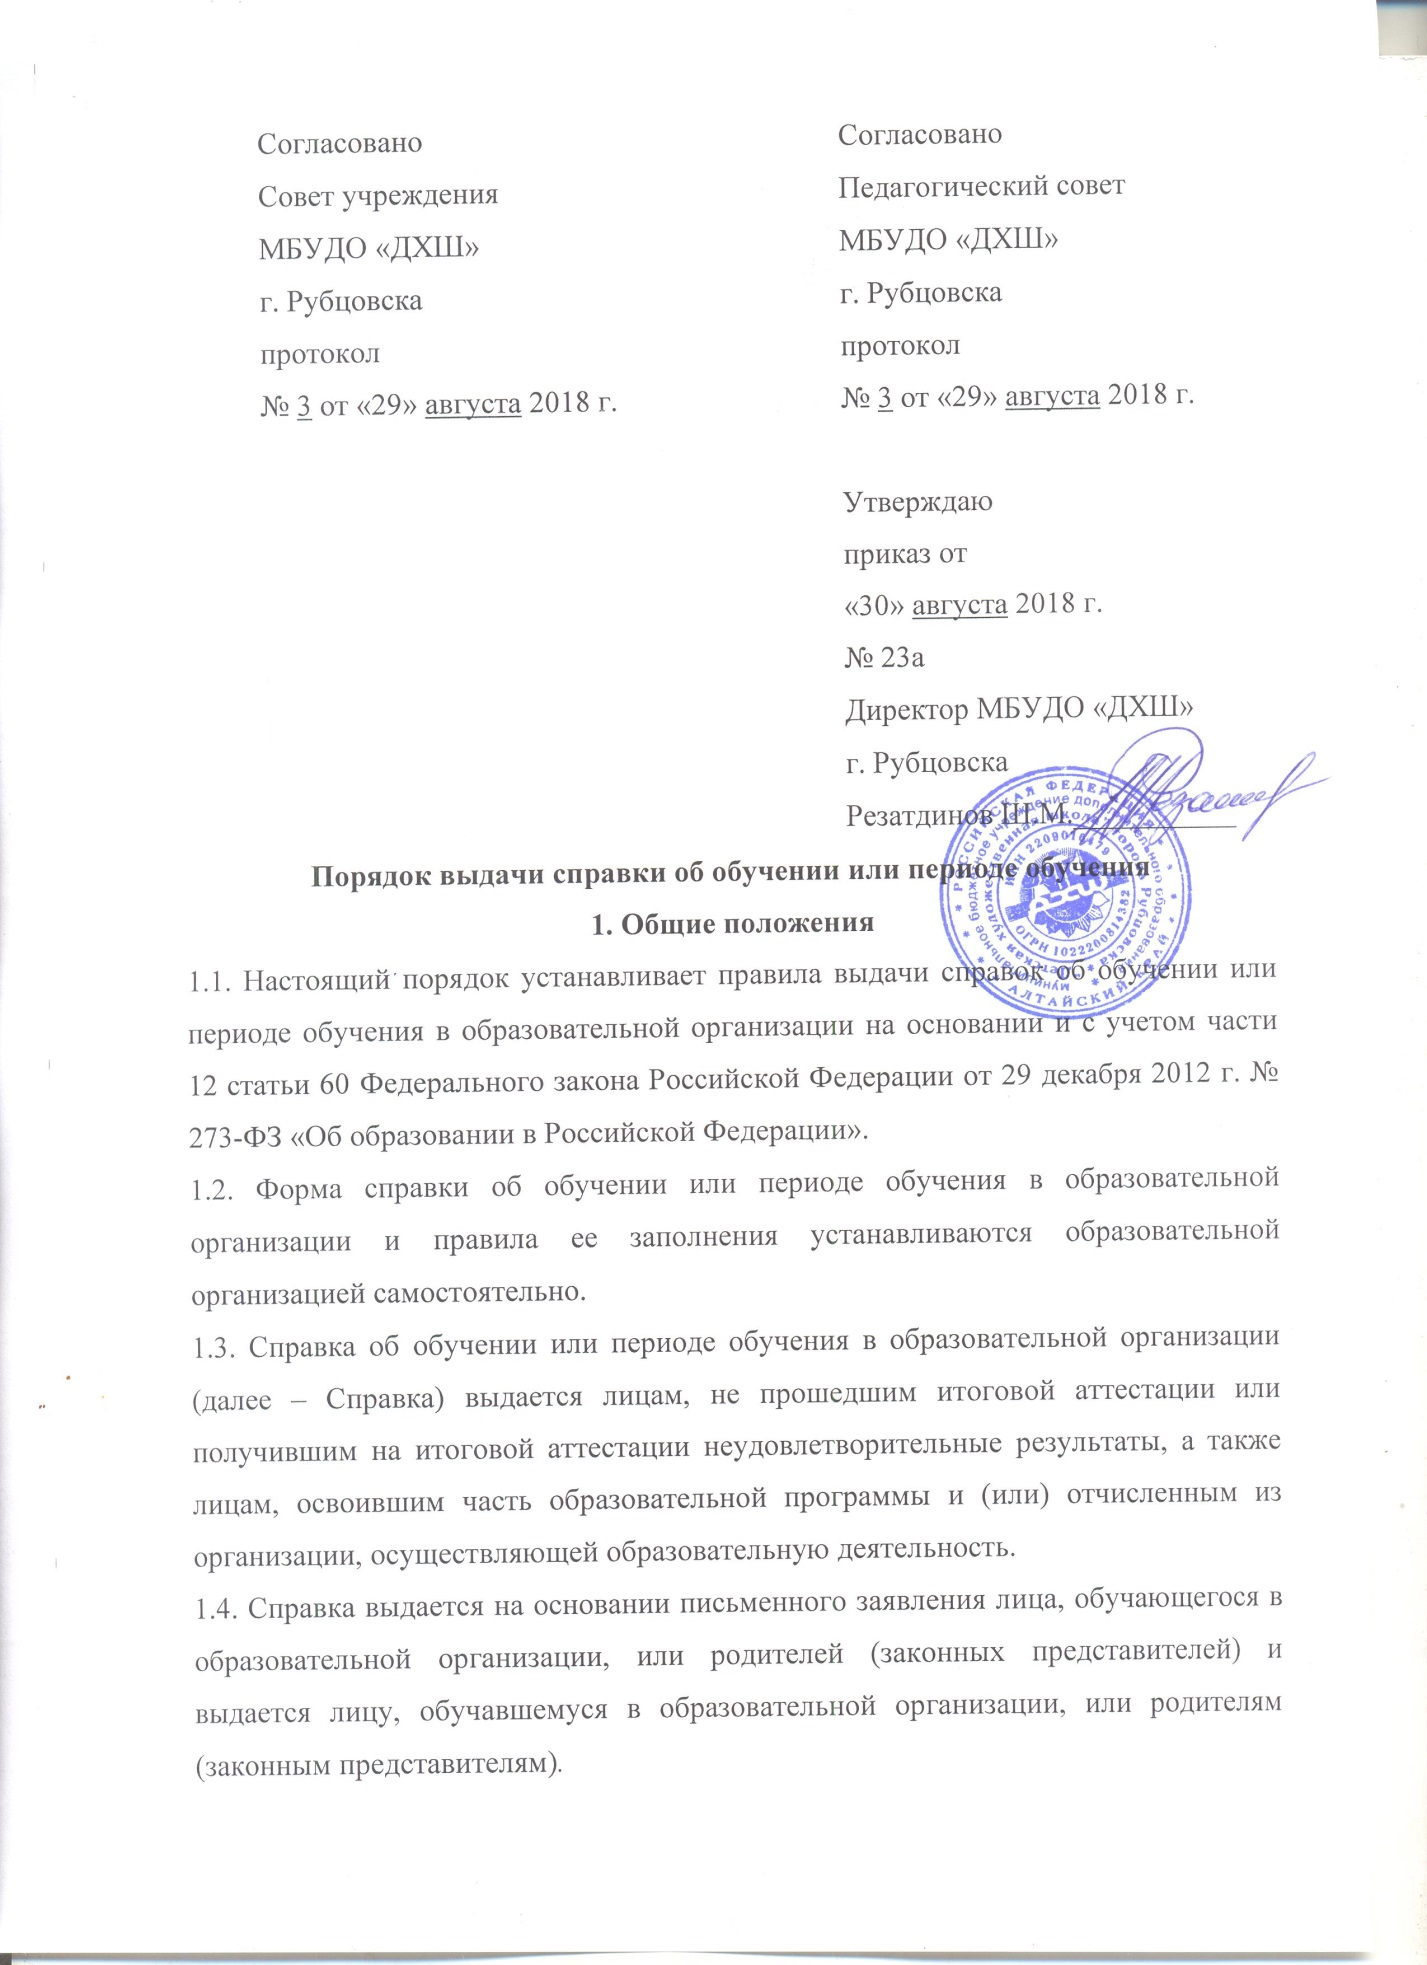 Согласовано
Совет учреждения
МБУДО «ДХШ»
г. Рубцовска
протокол
№ 3 от «29» августа 2018 г.
Согласовано
Педагогический совет
МБУДО «ДХШ»
г. Рубцовска
протокол
№ 3 от «29» августа 2018 г.
Утверждаю
приказ от
«30» августа 2018 г.
№ 23а
Директор МБУДО «ДХШ»
г. Рубцовска
Резатдинов Ш.М.
РОССИЙСКАЯ ФЕДЕРАЦИЯ
АЛТАЙСКИЙ КРАЙ
ОГРН 1022200814382
Порядок выдачи справки об обучении или периоде обучения
1. Общие положения
1.1. Настоящий порядок устанавливает правила выдачи справок об обучении или
периоде обучения в образовательной организации на основании и с учетом части
12 статьи 60 Федерального закона Российской Федерации от 29 декабря 2012 г. №
273-ФЗ «Об образовании в Российской Федерации».
1.2. Форма справки об обучении или периоде обучения в образовательной
организации и правила ее заполнения устанавливаются образовательной
организацией самостоятельно.
1.3. Справка об обучении или периоде обучения в образовательной организации
(далее – Справка) выдается лицам, не прошедшим итоговой аттестации или
получившим на итоговой аттестации неудовлетворительные результаты, а также
лицам, освоившим часть образовательной программы и (или) отчисленным из
организации, осуществляющей образовательную деятельность.
1.4. Справка выдается на основании письменного заявления лица, обучающегося в
образовательной организации, или родителей (законных представителей) и
выдается лицу, обучавшемуся в образовательной организации, или родителям
(законным представителям).